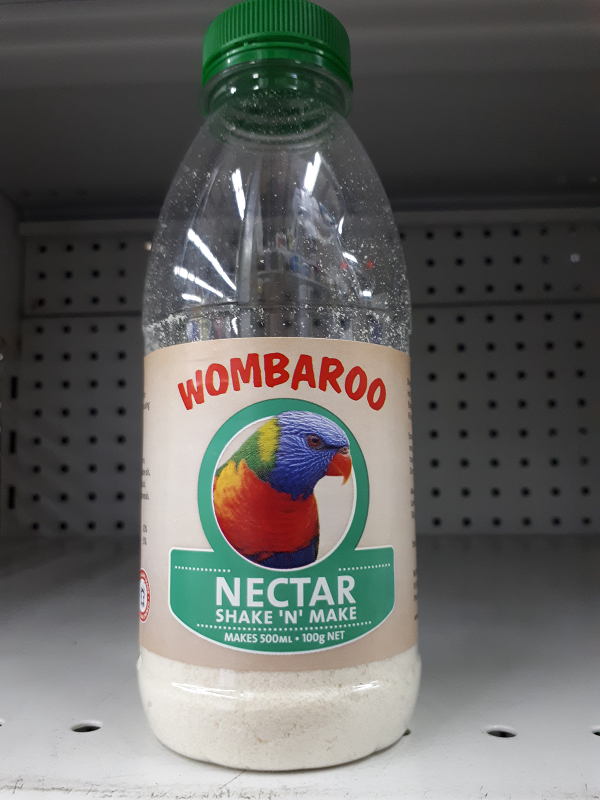 WOMBAROO
NECTAR
SHAKE 'N' MAKE
MAKES 500ML • 100g NET